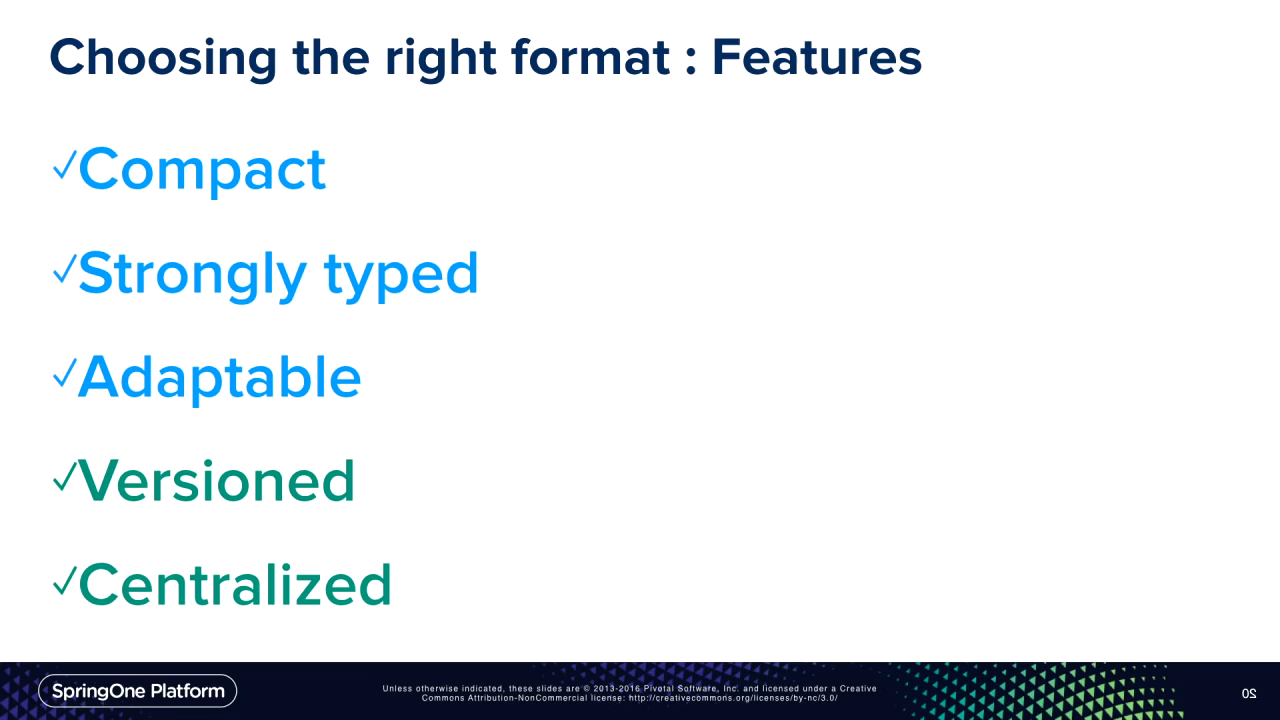 Choosing the right format : Features
✓Compact
✓Strongly typed
✓Adaptable
✓Versioned
✓Centralized
SpringOne Platform
Unless otherwise indicated, these slides are © 2013-2016 Pivotal Software, Inc. and licensed under a Creative
Commons Attribution-NonCommercial license: http://creativecommons.org/licenses/by-nc/3.0/
20